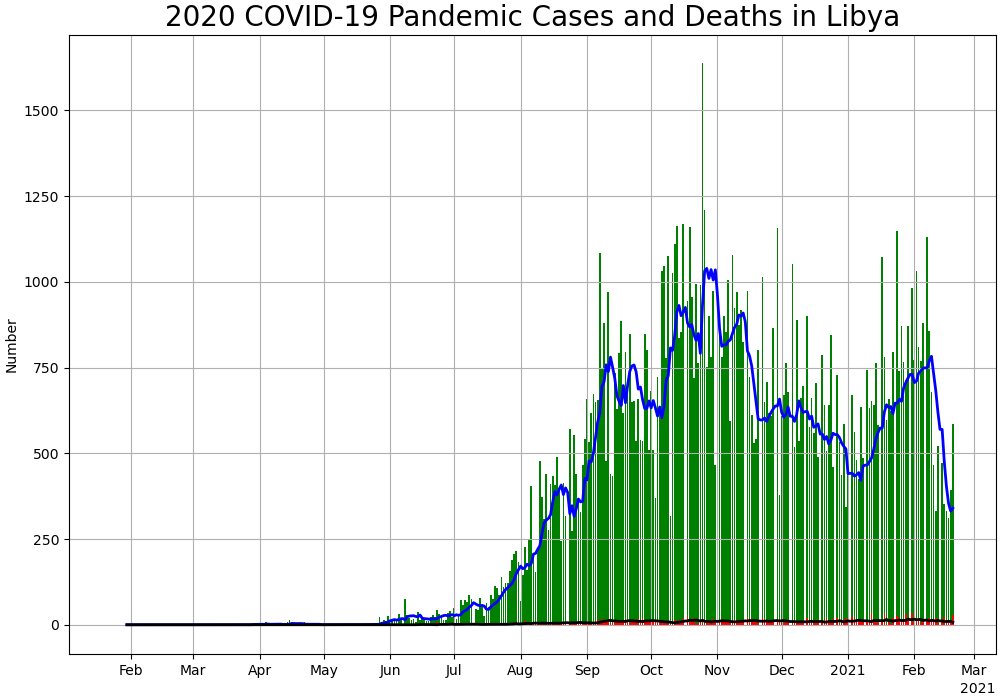 2020 COVID-19 Pandemic Cases and Deaths in Libya
Number
1500
1250
1000
750
500
250
0
Feb Mar Apr May Jun Jul Aug Sep Oct Nov Dec 2021 Feb Mar
2021